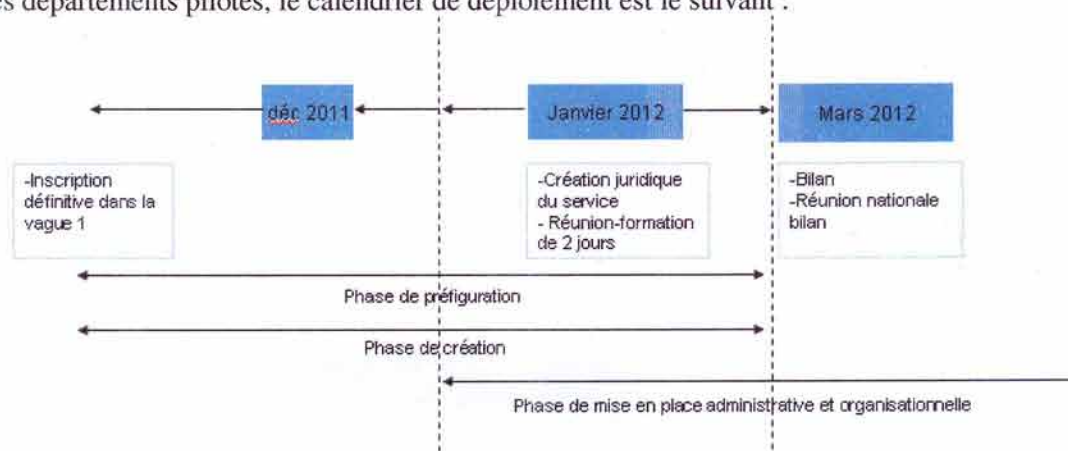 es départements pilotes, le calendrier de déploiement est le suivant :
déc 2011
Janvier 2012
Mars 2012
-Inscription
définitive dans la
vague 1
-Création juridique
du service
- Réunion-formation
de 2 jours
-Bilan
-Réunion nationale
bilan
Phase de préfiguration
Phase de création
Phase de mise en place administrative et organisationnelle